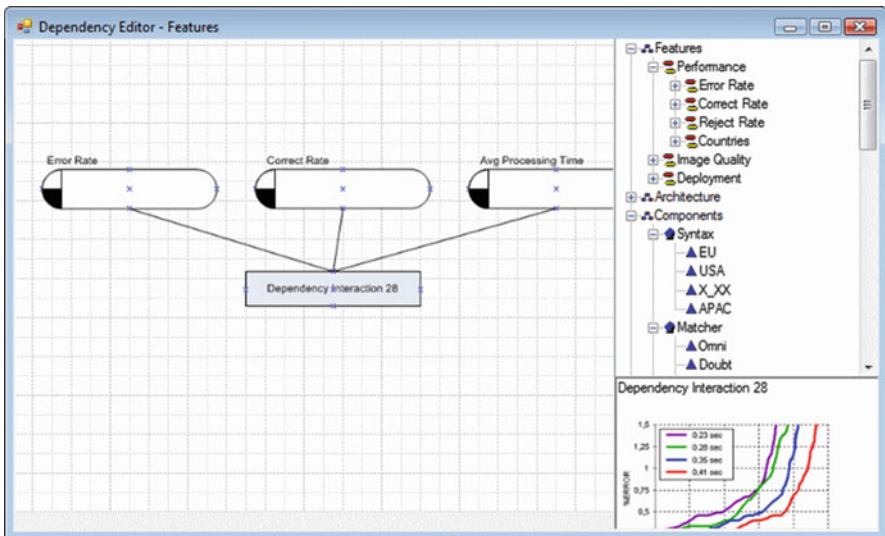 Dependency Editor - Features
Error Rate
Correct Rate
Avg Processing Time
Dependency Interaction 28
Features
Performance
Error Rate
Correct Rate
Reject Rate
Countries
Image Quality
Deployment
Architecture
Components
Syntax
EU
USA
X_XX
APAC
Matcher
Omni
Doubt
Dependency Interaction 28
1,5
1,25
1
0,75
0,5
%ERROR
0.23 sec
0.28 sec
0.35 sec
0.41 sec